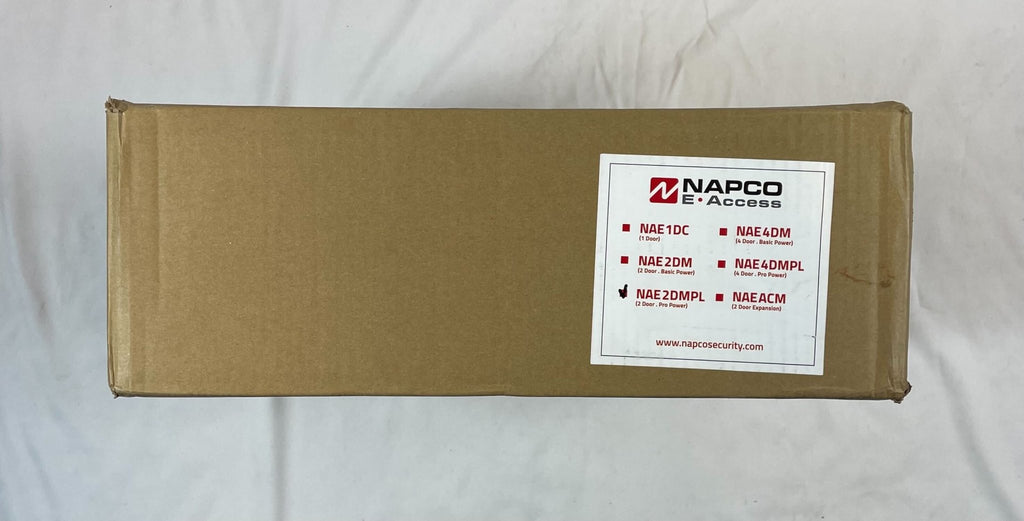 NAPCO
E • Access
NAE1DC
(1 Door)
NAE2DM
(2 Door . Basic Power)
NAE2DMPL
(2 Door . Pro Power)
NAE4DM
(4 Door . Basic Power)
NAE4DMPL
(4 Door . Pro Power)
NAEACM
(2 Door Expansion)
www.napcosecurity.com